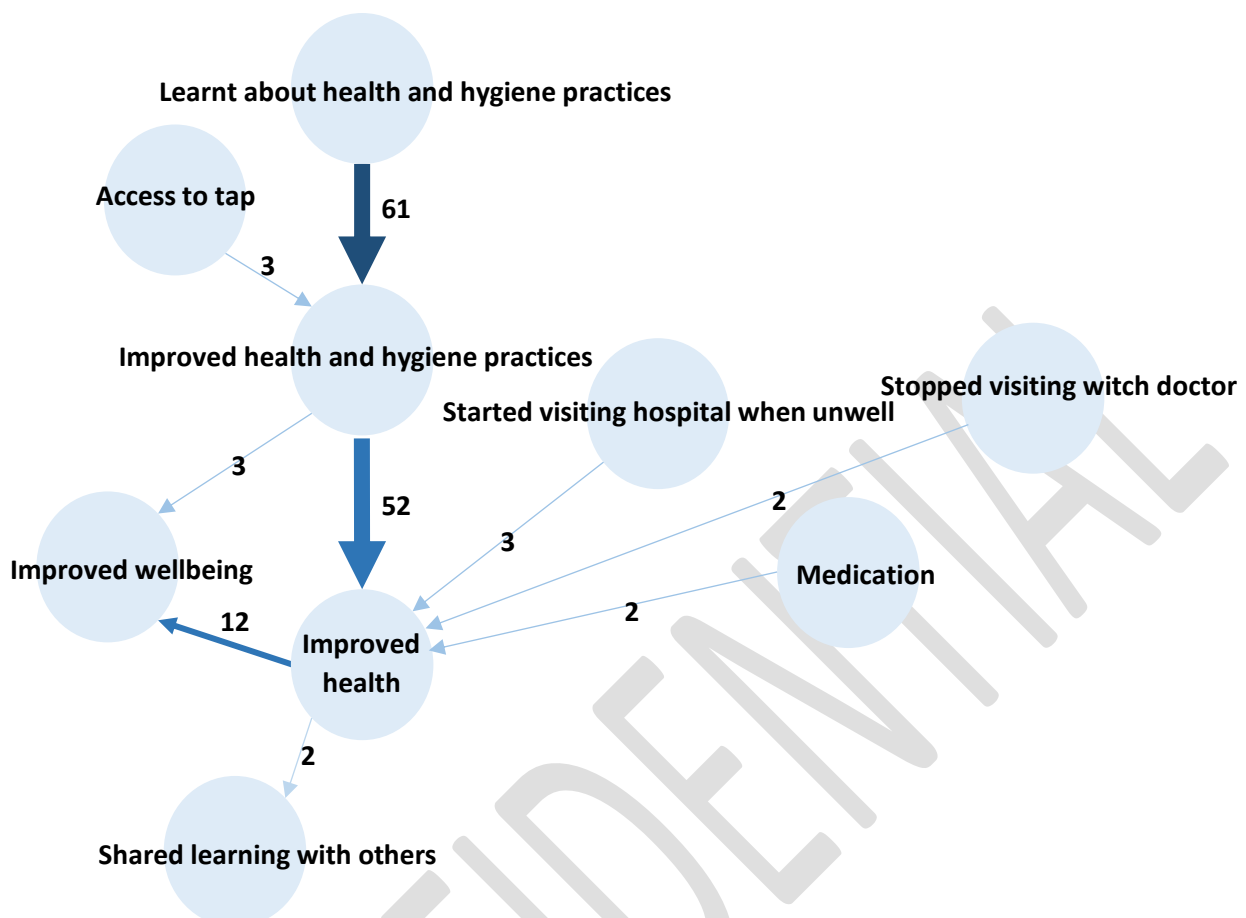 Learnt about health and hygiene practices
Access to tap
61
3
Improved health and hygiene practices
Stopped visiting witch doctor
Started visiting hospital when unwell
3
52
2
3
Improved wellbeing
Medication
12
2
Improved
health
2
Shared learning with others
FIDENTIAL